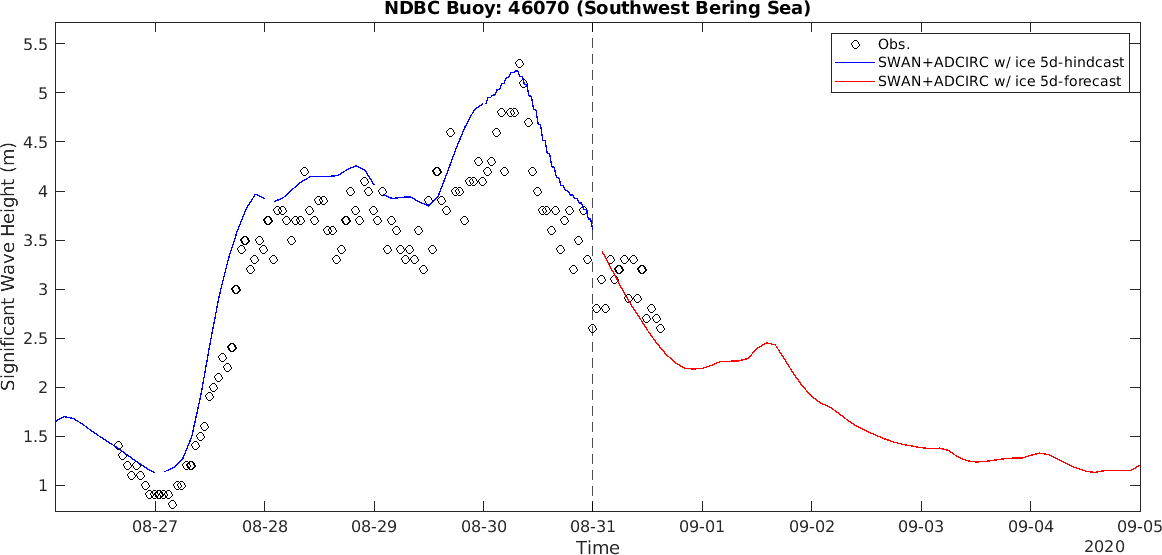 NDBC Buoy: 46070 (Southwest Bering Sea)
Obs.
SWAN+ADCIRC w/ ice 5d-hindcast
SWAN+ADCIRC w/ ice 5d-forecast
Significant Wave Height (m)
5.5
5
4.5
4
3.5
3
2.5
2
1.5
1
08-27 08-28 08-29 08-30 08-31 09-01 09-02 09-03 09-04 09-05
Time
2020